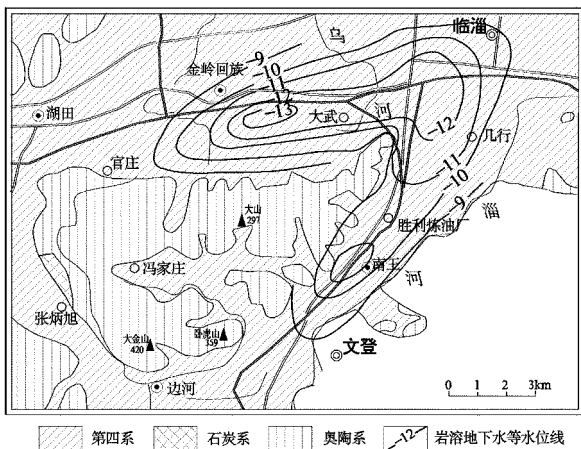 临淄
乌
-9
金岭回族
-10
-11
-12
-13
湖田
大武
河
-12
几行
官庄
-11
-10
-9
淄
大山
297
胜利炼油厂
冯家庄
南王
河
张炳旭
大金山
420
卧虎山
359
文登
边河
0 1 2 3km
第四系 石炭系 奥陶系 -12 岩溶地下水等水位线